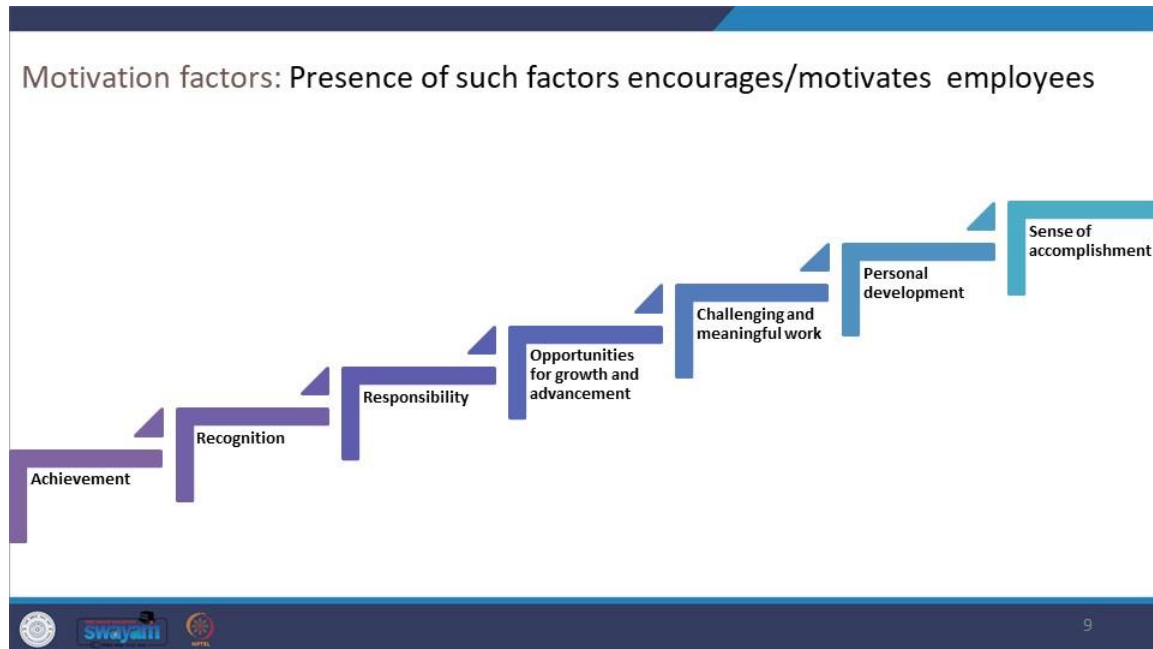 Motivation factors: Presence of such factors encourages/motivates employees
Sense of
accomplishment
Personal
development
Challenging and
meaningful work
Opportunities
for growth and
advancement
Responsibility
Recognition
Achievement
swayam
NPTEL
9